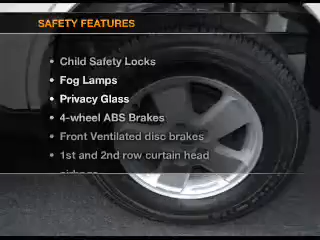 SAFETY FEATURES
• Child Safety Locks
• Fog Lamps
• Privacy Glass
• 4-wheel ABS Brakes
• Front Ventilated disc brakes
• 1st and 2nd row curtain head
airbags